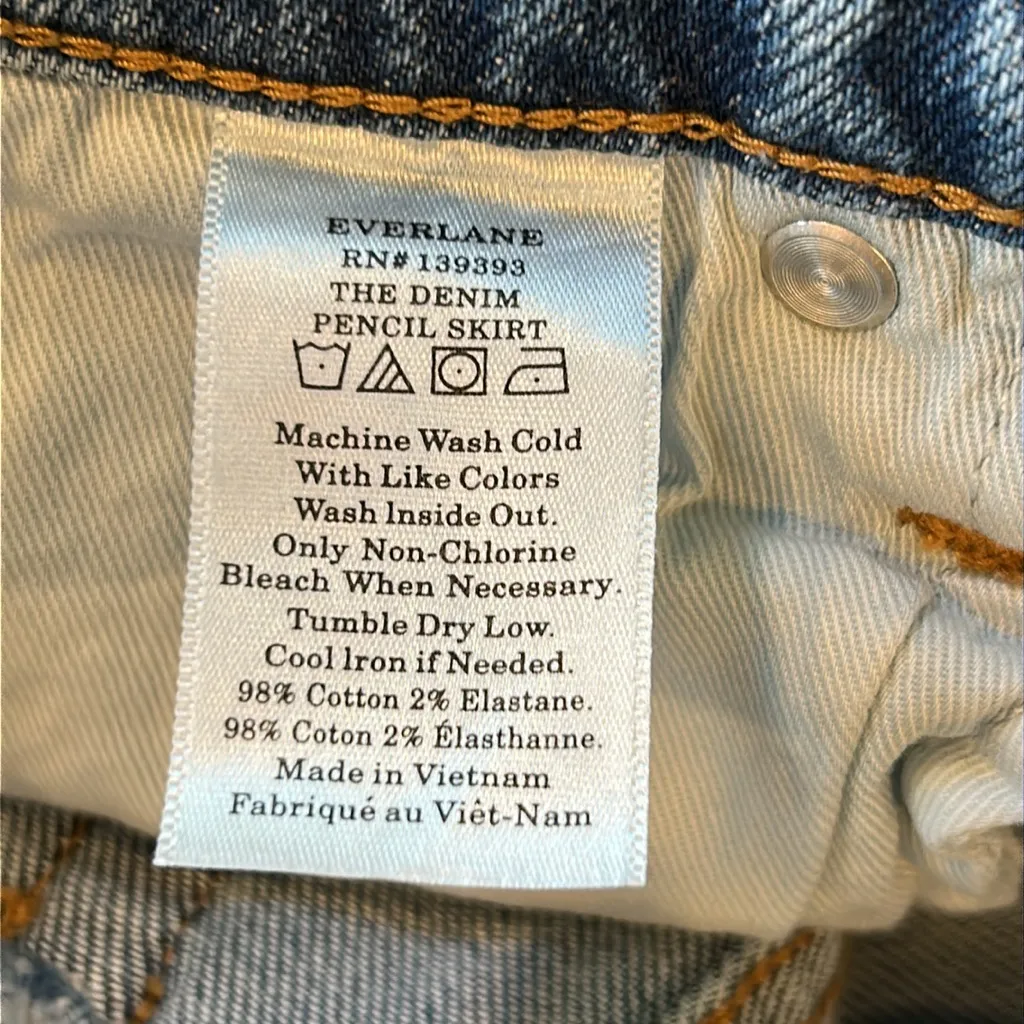 EVERLANE
RN# 139393
THE DENIM
PENCIL SKIRT
Machine Wash Cold
With Like Colors
Wash Inside Out.
Only Non-Chlorine
Bleach When Necessary.
Tumble Dry Low.
Cool Iron if Needed.
98% Cotton 2% Elastane.
98% Coton 2% Élasthanne.
Made in Vietnam
Fabriqué au Viêt-Nam